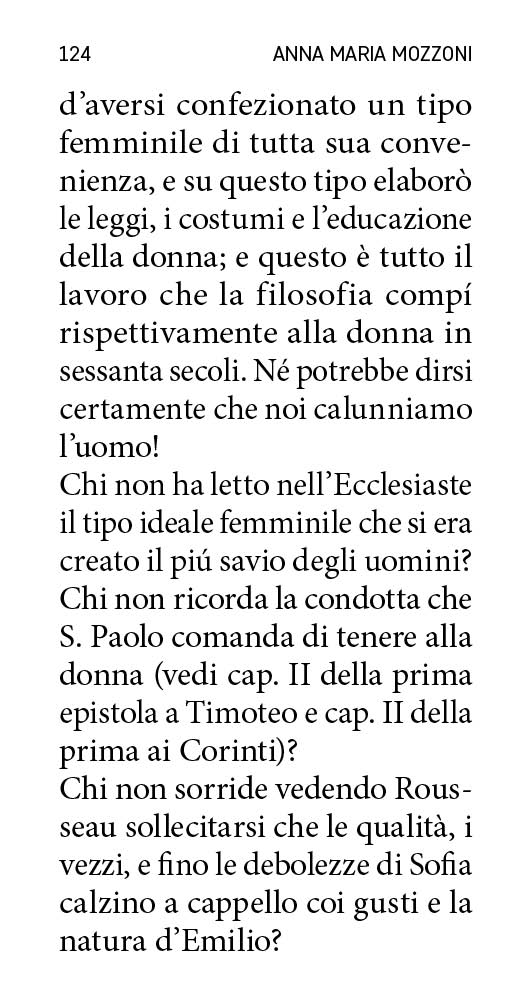 124 ANNA MARIA MOZZONI
d’aversi confezionato un tipo
femminile di tutta sua conve-
nienza, e su questo tipo elaborò
le leggi, i costumi e l’educazione
della donna; e questo è tutto il
lavoro che la filosofia compí
rispettivamente alla donna in
sessanta secoli. Né potrebbe dirsi
certamente che noi calunniamo
l’uomo!
Chi non ha letto nell’Ecclesiaste
il tipo ideale femminile che si era
creato il piú savio degli uomini?
Chi non ricorda la condotta che
S. Paolo comanda di tenere alla
donna (vedi cap. II della prima
epistola a Timoteo e cap. II della
prima ai Corinti)?
Chi non sorride vedendo Rous-
seau sollecitarsi che le qualità, i
vezzi, e fino le debolezze di Sofia
calzino a cappello coi gusti e la
natura d’Emilio?